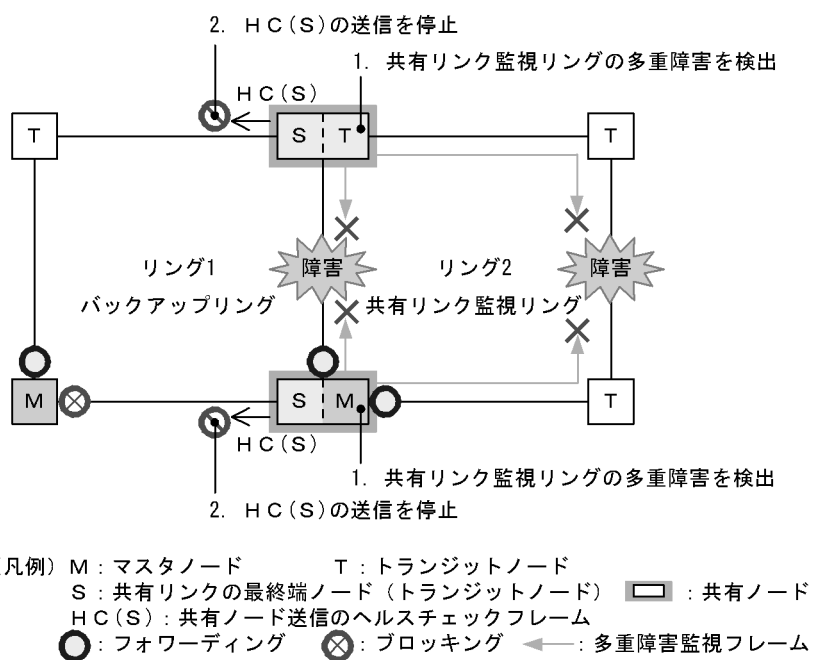 2. HC(S)の送信を停止
1. 共有リンク監視リングの多重障害を検出
HC(S)
T
S T
T
障害
障害
リング1
リング2
バックアップリング
共有リンク監視リング
M
S M
T
HC(S)
1. 共有リンク監視リングの多重障害を検出
2. HC(S)の送信を停止
凡例) M:マスタノード T:トランジットノード
S:共有リンクの最終端ノード(トランジットノード) :共有ノード
HC(S):共有ノード送信のヘルスチェックフレーム
:フォワーディング :ブロッキング :多重障害監視フレーム